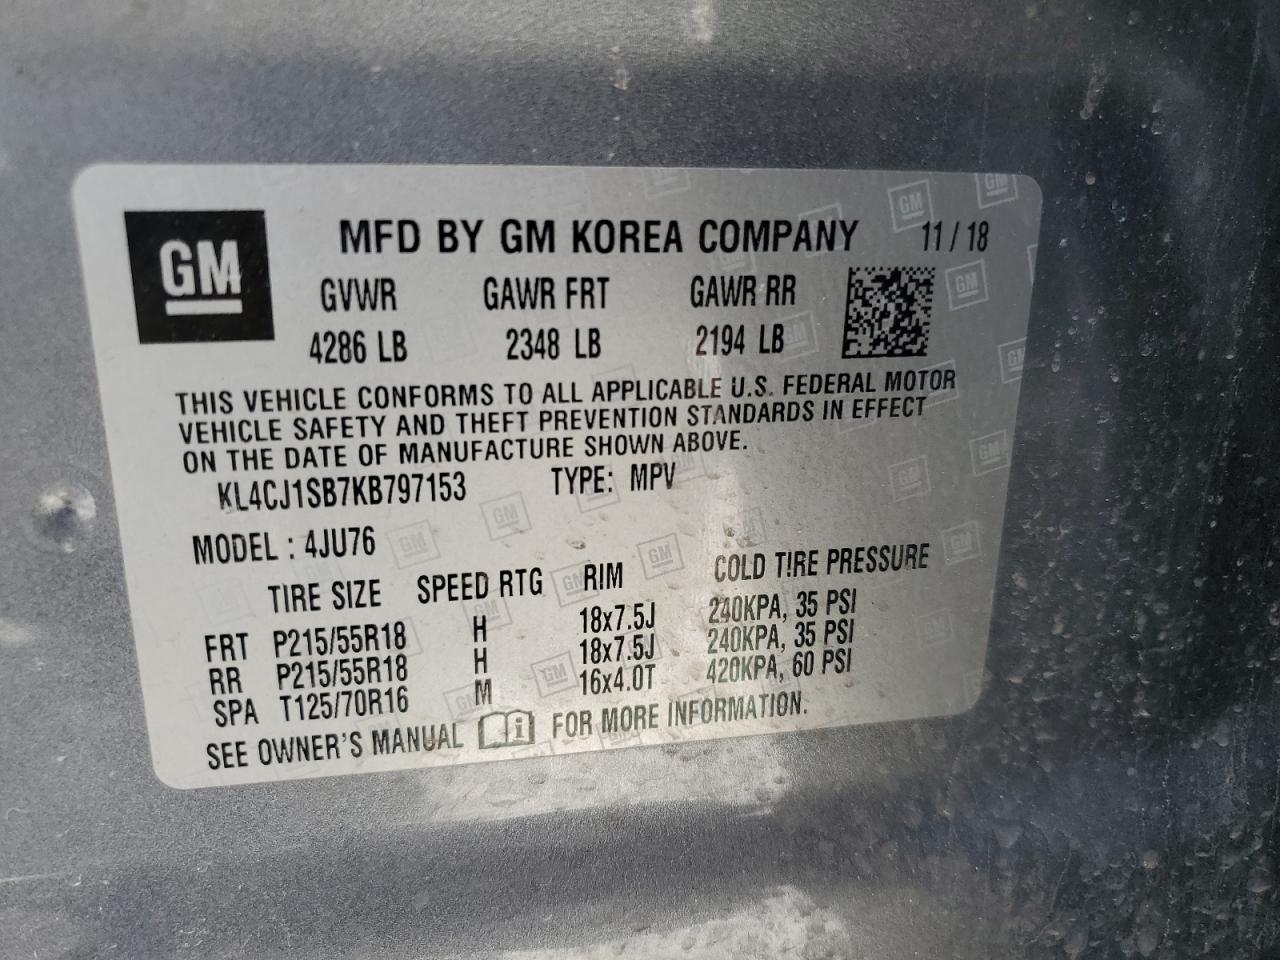 GM
MFD BY GM KOREA COMPANY 11/18
GVWR GAWR FRT GAWR RR
4286 LB 2348 LB 2194 LB
THIS VEHICLE CONFORMS TO ALL APPLICABLE U.S. FEDERAL MOTOR
VEHICLE SAFETY AND THEFT PREVENTION STANDARDS IN EFFECT
ON THE DATE OF MANUFACTURE SHOWN ABOVE.
KL4CJ1SB7KB797153 TYPE: MPV
MODEL : 4JU76
TIRE SIZE SPEED RTG RIM COLD TIRE PRESSURE
FRT P215/55R18 H 18x7.5J 240KPA, 35 PSI
RR P215/55R18 H 18x7.5J 240KPA, 35 PSI
SPA T125/70R16 M 16x4.0T 420KPA, 60 PSI
SEE OWNER'S MANUAL FOR MORE INFORMATION.